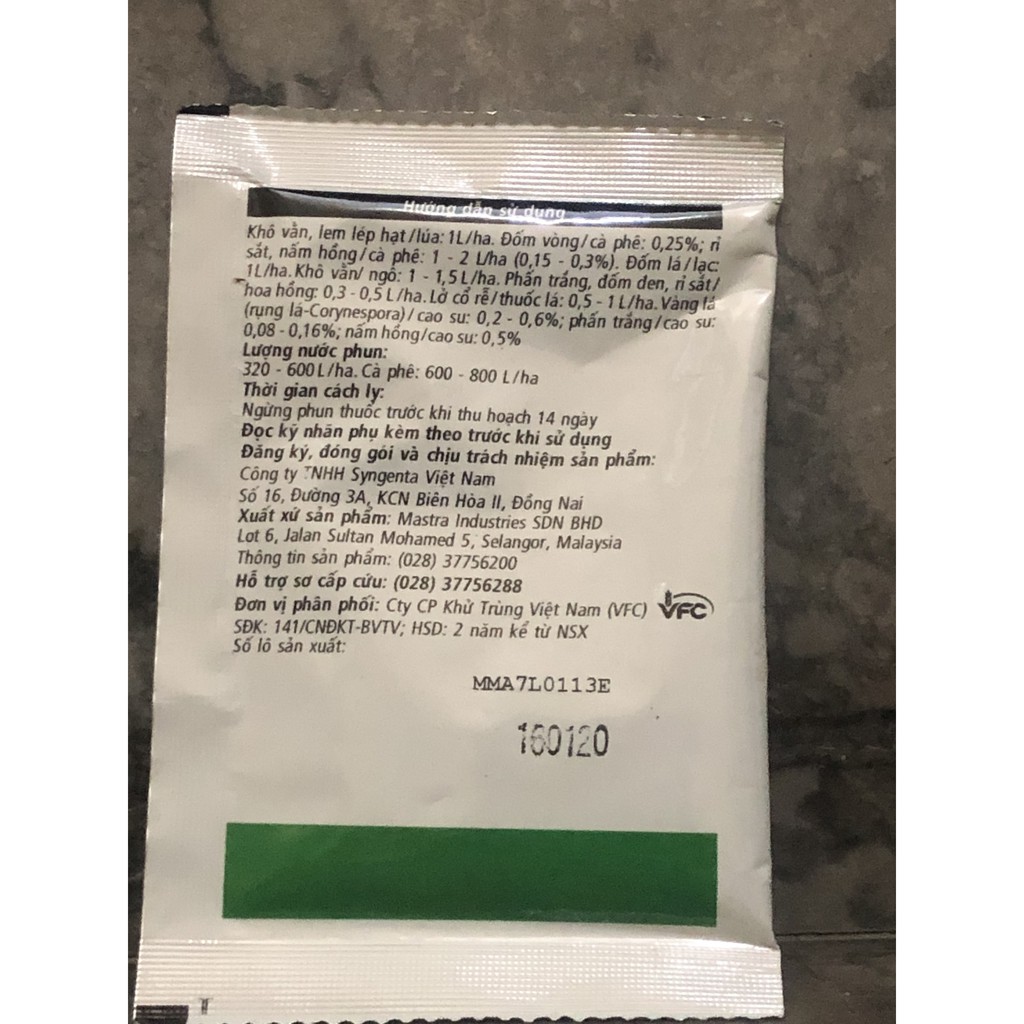 Hướng dẫn sử dụng
Khô vằn, lem lép hạt/lúa: 1L/ha. Đốm vòng/cà phê: 0,25%; rỉ
sắt, nấm hồng/cà phê: 1 - 2 L/ha (0,15 - 0,3%). Đốm lá/lạc:
1L/ha. Khô vằn/ ngô: 1 - 1,5 L/ha. Phấn trắng, đốm đen, rỉ sắt/
hoa hồng: 0,3 - 0,5 L/ha. Lở cổ rễ/thuốc lá: 0,5 - 1 L/ha. Vàng lá
(rụng lá-Corynespora)/cao su: 0,2 - 0,6%; phấn trắng/cao su:
0,08 - 0,16%; nấm hồng/cao su: 0,5%
Lượng nước phun:
320 - 600 L/ha. Cà phê: 600 - 800 L/ha
Thời gian cách ly:
Ngừng phun thuốc trước khi thu hoạch 14 ngày
Đọc kỹ nhãn phụ kèm theo trước khi sử dụng
Đăng ký, đóng gói và chịu trách nhiệm sản phẩm:
Công ty TNHH Syngenta Việt Nam
Số 16, Đường 3A, KCN Biên Hòa II, Đồng Nai
Xuất xứ sản phẩm: Mastra Industries SDN BHD
Lot 6, Jalan Sultan Mohamed 5, Selangor, Malaysia
Thông tin sản phẩm: (028) 37756200
Hỗ trợ sơ cấp cứu: (028) 37756288
Đơn vị phân phối: Cty CP Khử Trùng Việt Nam (VFC) VFC
SĐK: 141/CNĐKT-BVTV; HSD: 2 năm kể từ NSX
Số lô sản xuất:
MMA7L0113E
160120